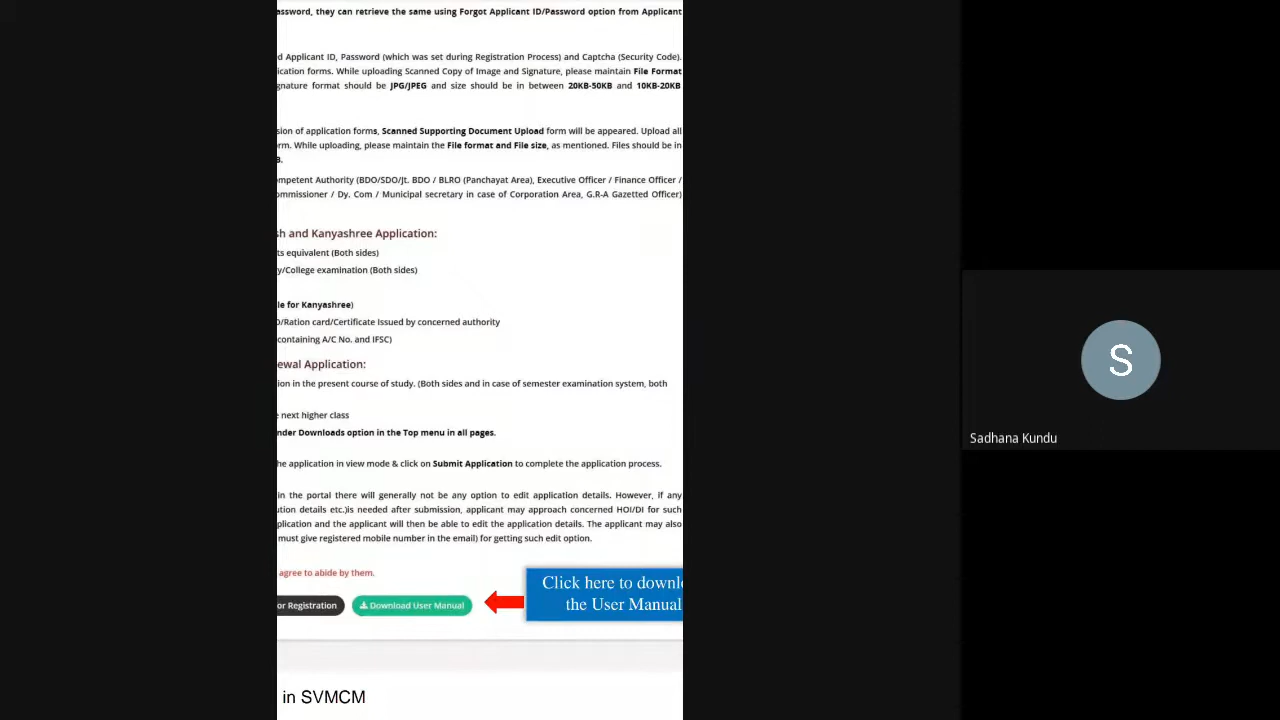 assword, they can retrieve the same using Forgot Applicant ID/Password option from Applicant
d Applicant ID, Password (which was set during Registration Process) and Captcha (Security Code).
ication forms. While uploading Scanned Copy of Image and Signature, please maintain File Format
gnature format should be JPG/JPEG and size should be in between 20KB-50KB and 10KB-20KB
sion of application forms, Scanned Supporting Document Upload form will be appeared. Upload all
rm. While uploading, please maintain the File format and File size, as mentioned. Files should be in
B.
mpetent Authority (BDO/SDO/Jt. BDO / BLRO (Panchayat Area), Executive Officer / Finance Officer /
ommissioner / Dy. Com / Municipal secretary in case of Corporation Area, G.R-A Gazetted Officer)
sh and Kanyashree Application:
ts equivalent (Both sides)
y/College examination (Both sides)
le for Kanyashree)
D/Ration card/Certificate Issued by concerned authority
containing A/C No. and IFSC)
ewal Application:
ion in the present course of study. (Both sides and in case of semester examination system, both
e next higher class
nder Downloads option in the Top menu in all pages.
he application in view mode & click on Submit Application to complete the application process.
in the portal there will generally not be any option to edit application details. However, if any
ution details etc.)is needed after submission, applicant may approach concerned HOI/DI for such
plication and the applicant will then be able to edit the application details. The applicant may also
must give registered mobile number in the email) for getting such edit option.
agree to abide by them.
or Registration
Download User Manual
Click here to downl
the User Manual
in SVMCM
S
Sadhana Kundu